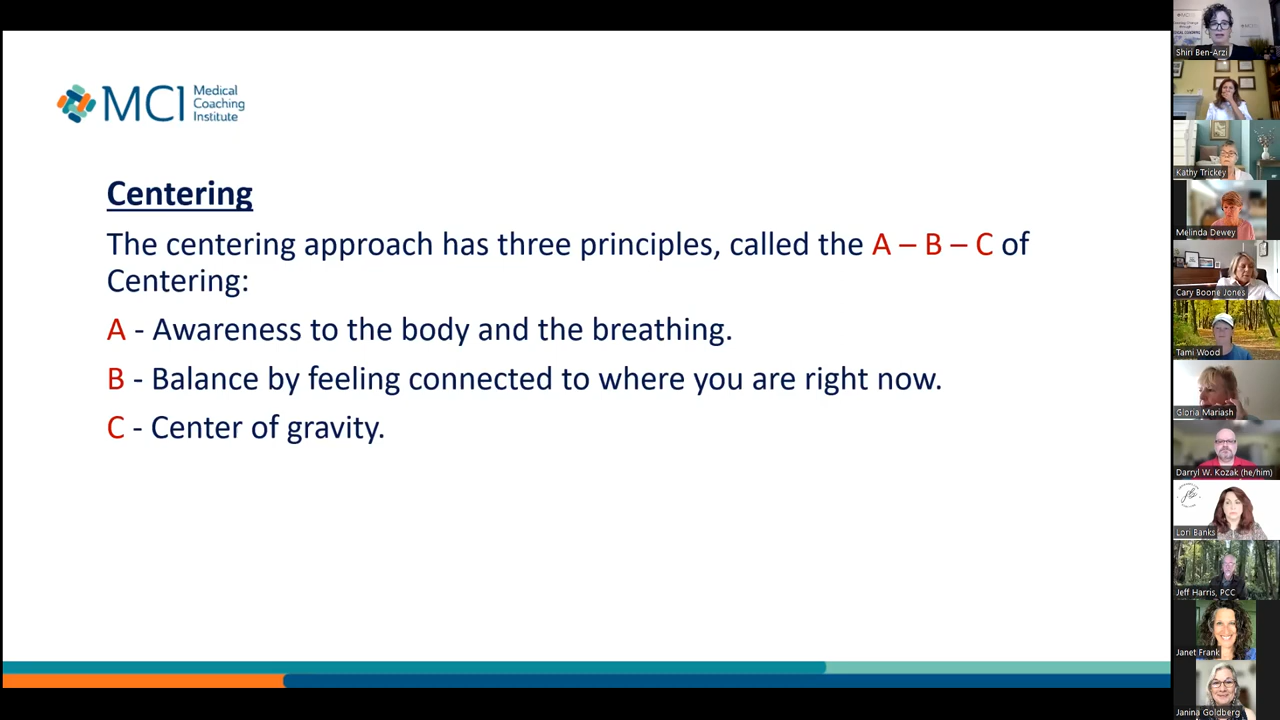 MCI Medical
Coaching
Institute
Centering
The centering approach has three principles, called the A – B – C of
Centering:
A - Awareness to the body and the breathing.
B - Balance by feeling connected to where you are right now.
C - Center of gravity.
Shiri Ben-Arzi
Kathy Trickey
Melinda Dewey
Cary Boone Jones
Tami Wood
Gloria Mariash
Darryl W. Kozak (he/him)
Lori Banks
Jeff Harris, PCC
Janet Frank
Janina Goldberg